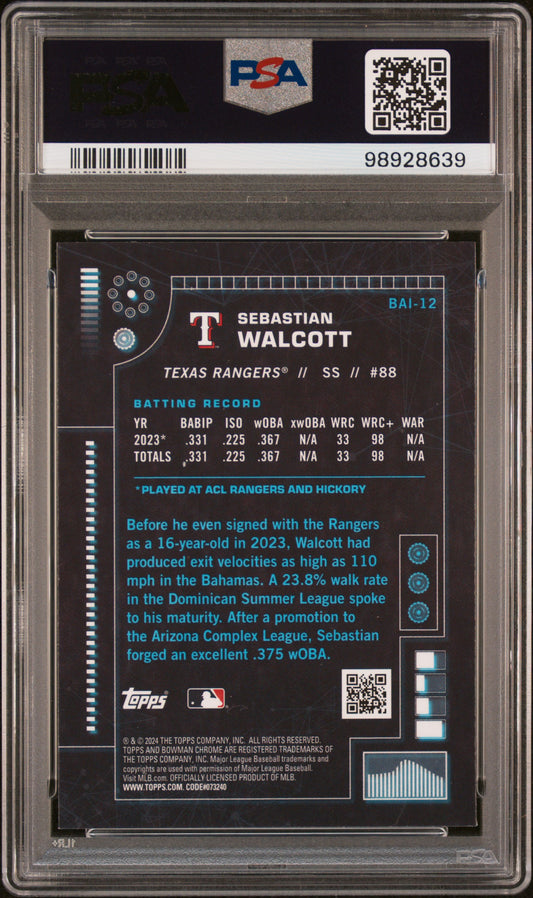 PSA PSA PSA
PSA
PSA PSA PSA
PSA
98928639
BAI-12
T SEBASTIAN
WALCOTT
TEXAS RANGERS® // SS // #88
BATTING RECORD
YR BABIP ISO wOBA xwOBA WRC WRC+ WAR
2023* .331 .225 .367 N/A 33 98 N/A
TOTALS .331 .225 .367 N/A 33 98 N/A
*PLAYED AT ACL RANGERS AND HICKORY
Before he even signed with the Rangers
as a 16-year-old in 2023, Walcott had
produced exit velocities as high as 110
mph in the Bahamas. A 23.8% walk rate
in the Dominican Summer League spoke
to his maturity. After a promotion to
the Arizona Complex League, Sebastian
forged an excellent .375 wOBA.
Topps
® & © 2024 THE TOPPS COMPANY, INC. ALL RIGHTS RESERVED.
TOPPS AND BOWMAN CHROME ARE REGISTERED TRADEMARKS OF
THE TOPPS COMPANY, INC. Major League Baseball trademarks and
copyrights are used with permission of Major League Baseball.
Visit MLB.com. OFFICIALLY LICENSED PRODUCT OF MLB.
WWW.TOPPS.COM. CODE#073240
PSA